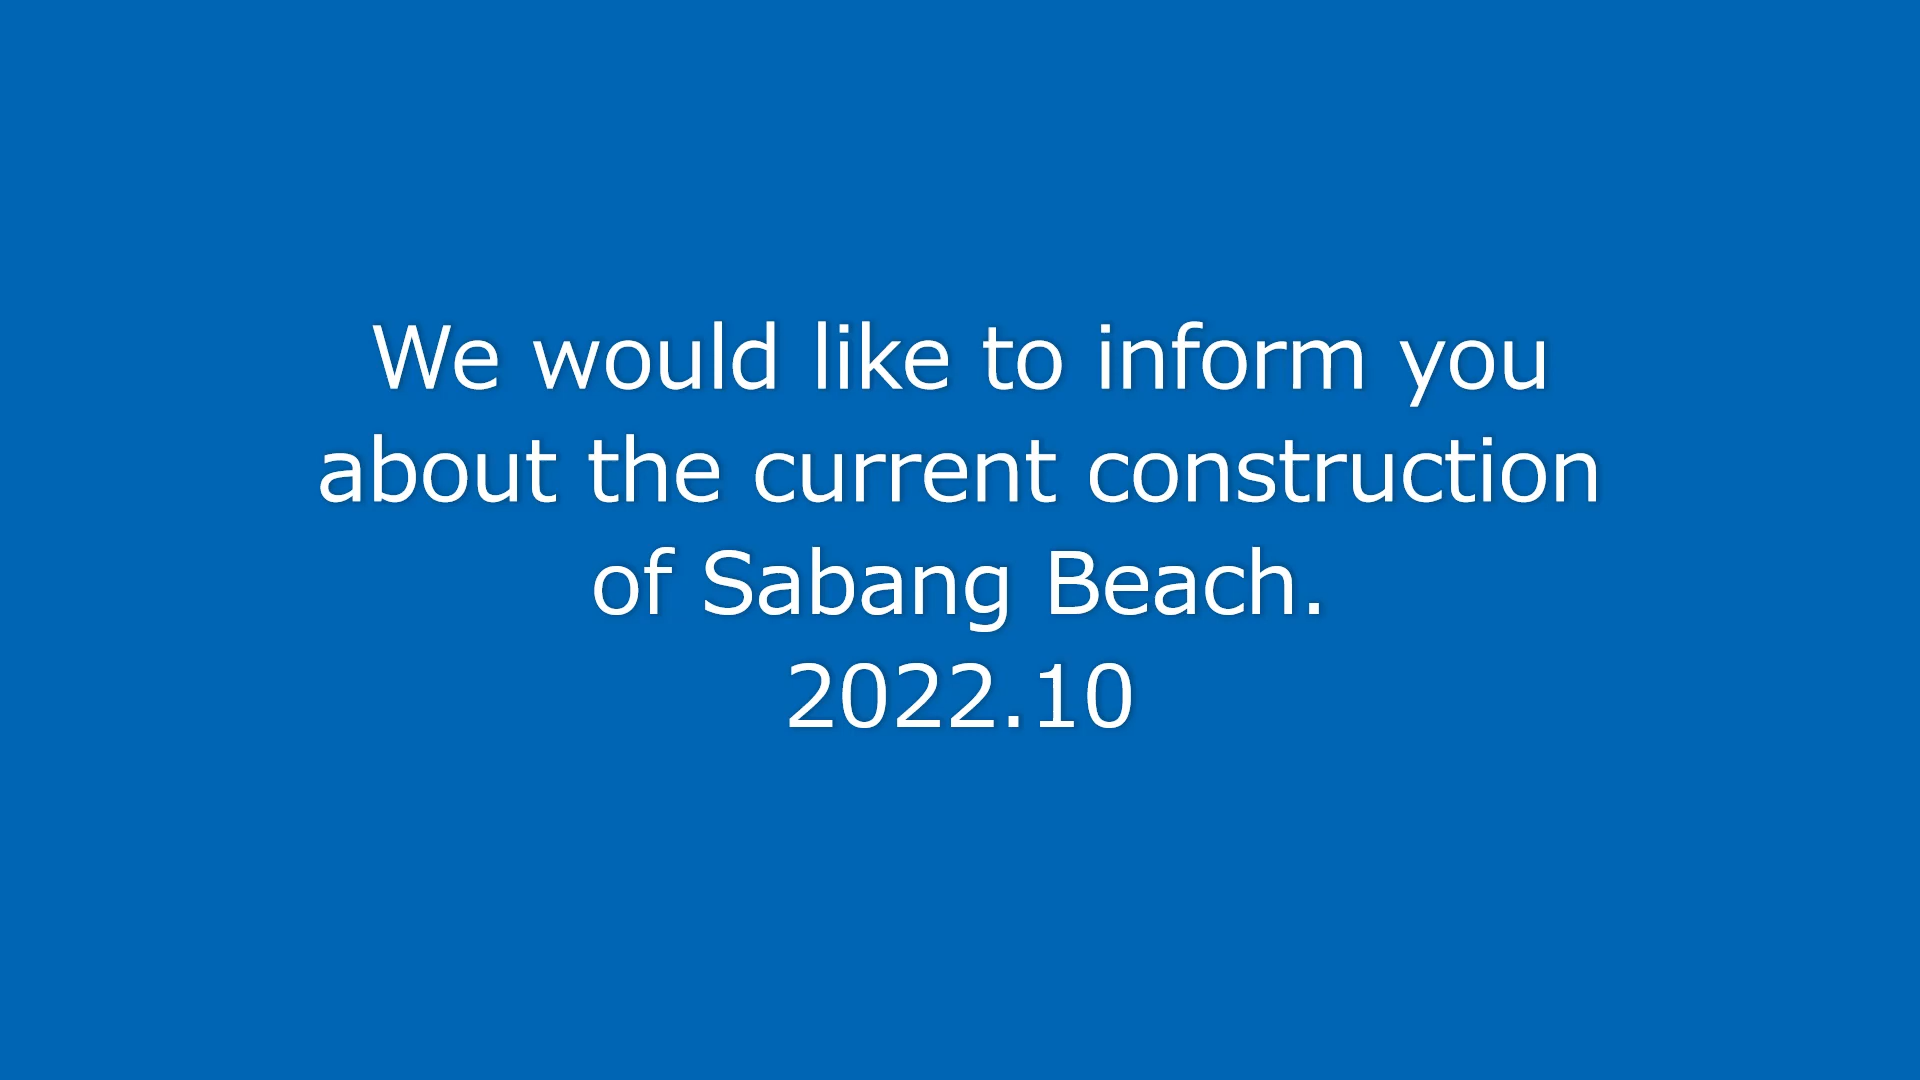 We would like to inform you
about the current construction
of Sabang Beach.
2022.10